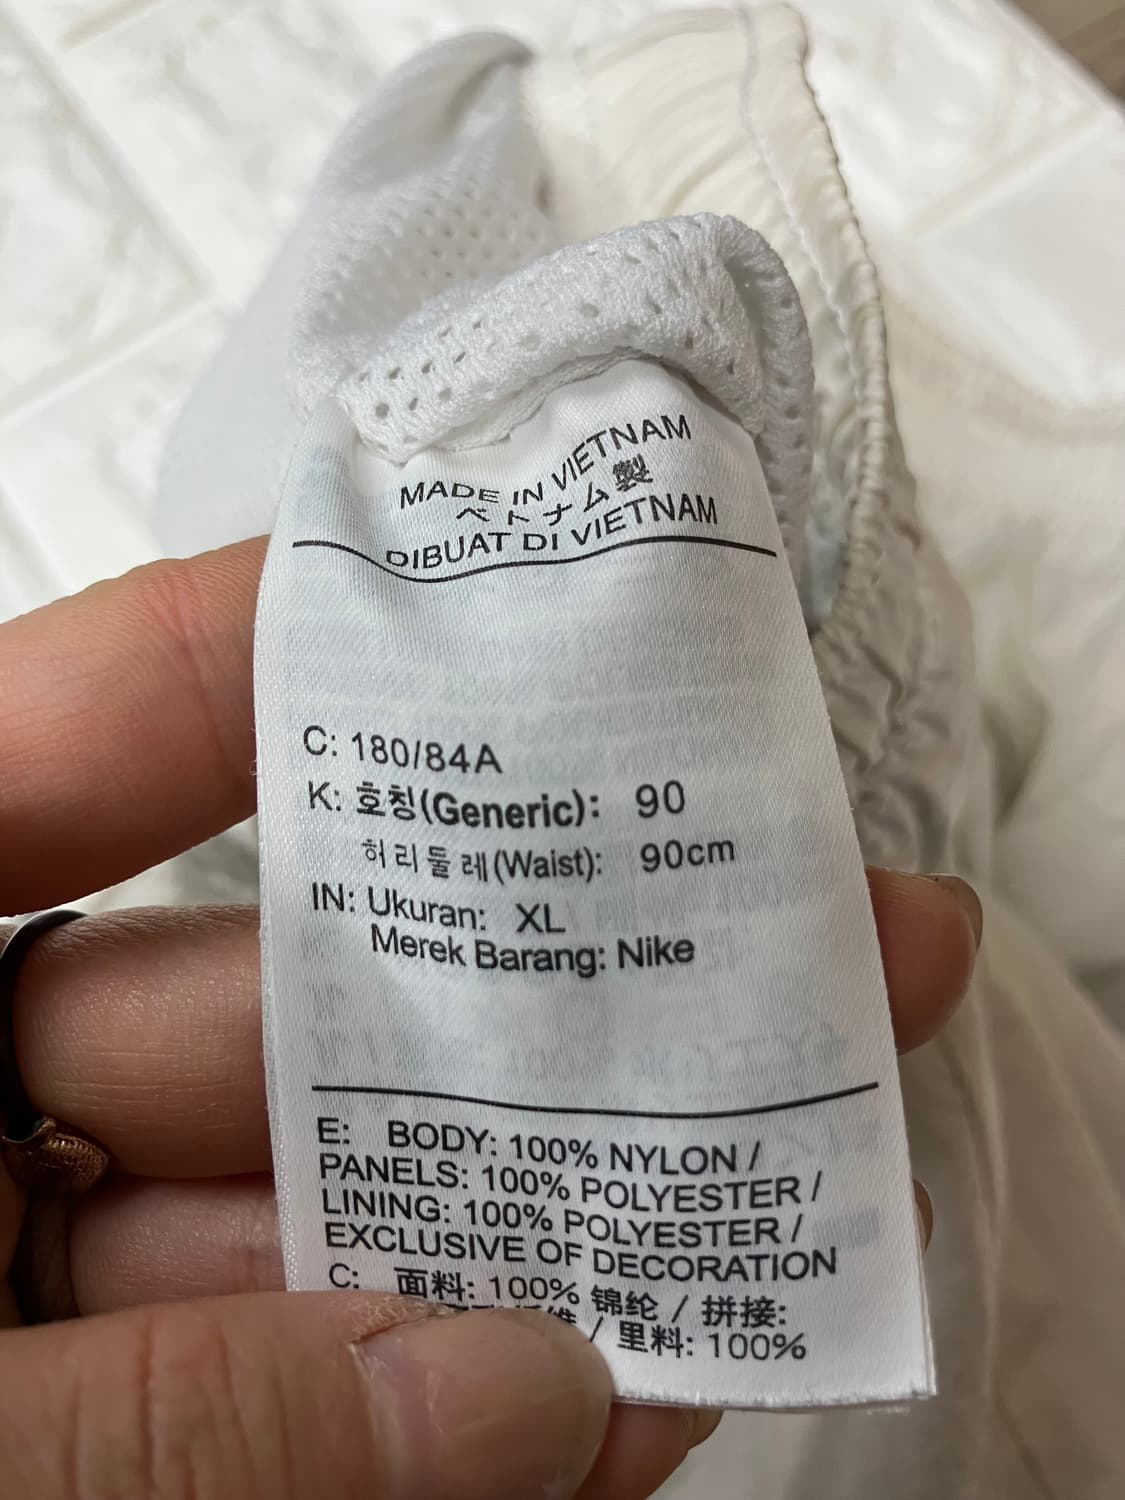 MADE IN VIETNAM
ベトナム製
DIBUAT DI VIETNAM
C: 180/84A
K: 호칭(Generic): 90
허리둘레(Waist): 90cm
IN: Ukuran: XL
Merek Barang: Nike
E: BODY: 100% NYLON /
PANELS: 100% POLYESTER /
LINING: 100% POLYESTER /
EXCLUSIVE OF DECORATION
C: 面料: 100% 锦纶 / 拼接:
/ 里料: 100%